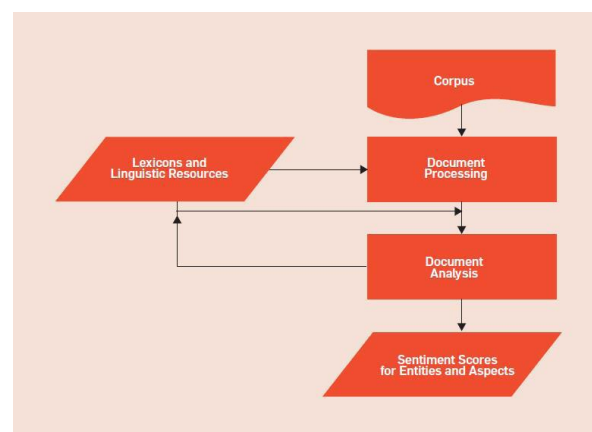 Corpus
Lexicons and
Linguistic Resources
Document
Processing
Document
Analysis
Sentiment Scores
for Entities and Aspects